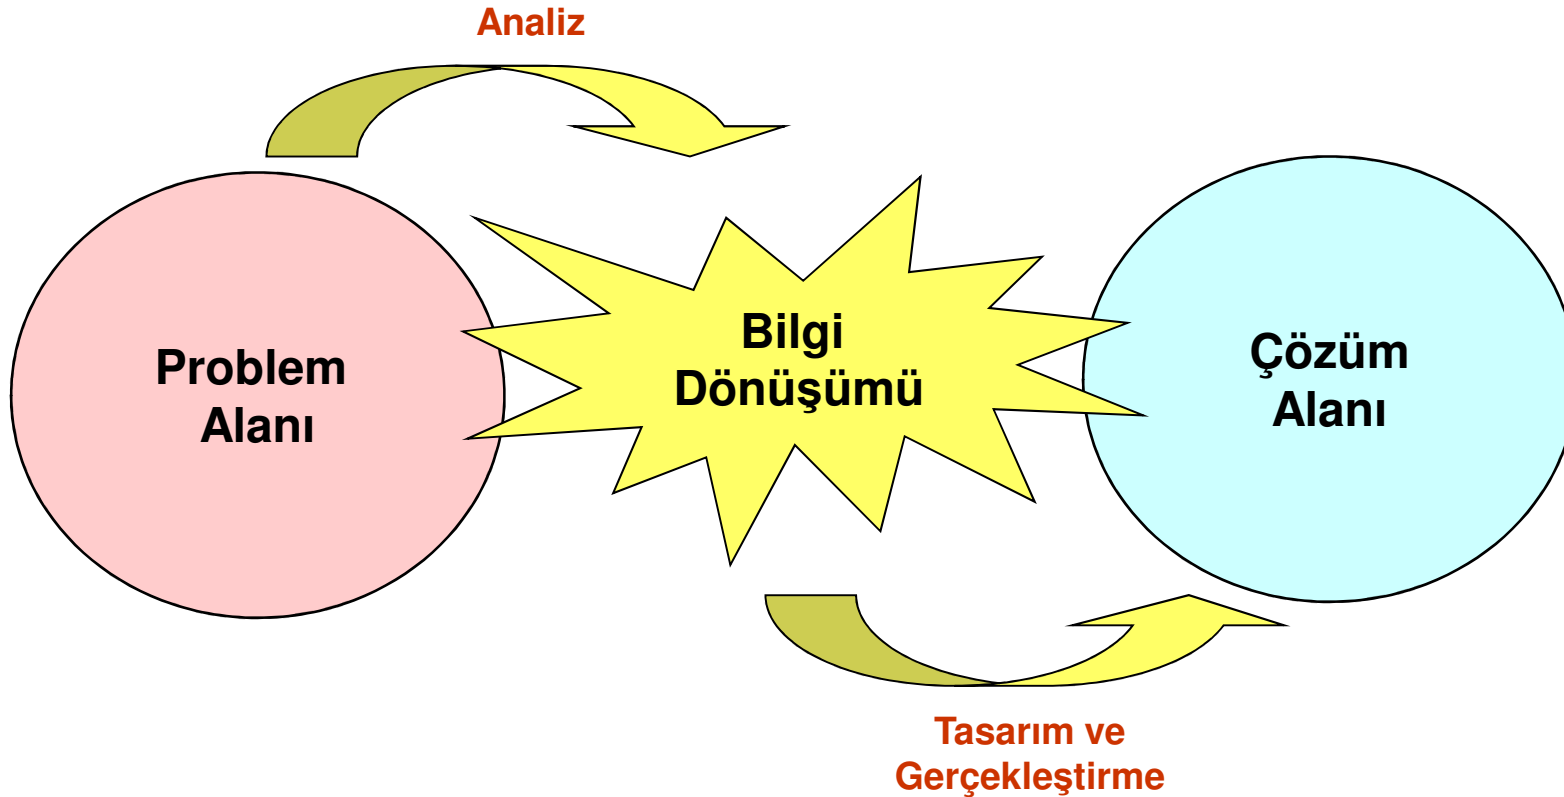 Analiz
Problem
Alanı
Bilgi
Dönüşümü
Çözüm
Alanı
Tasarım ve
Gerçekleştirme